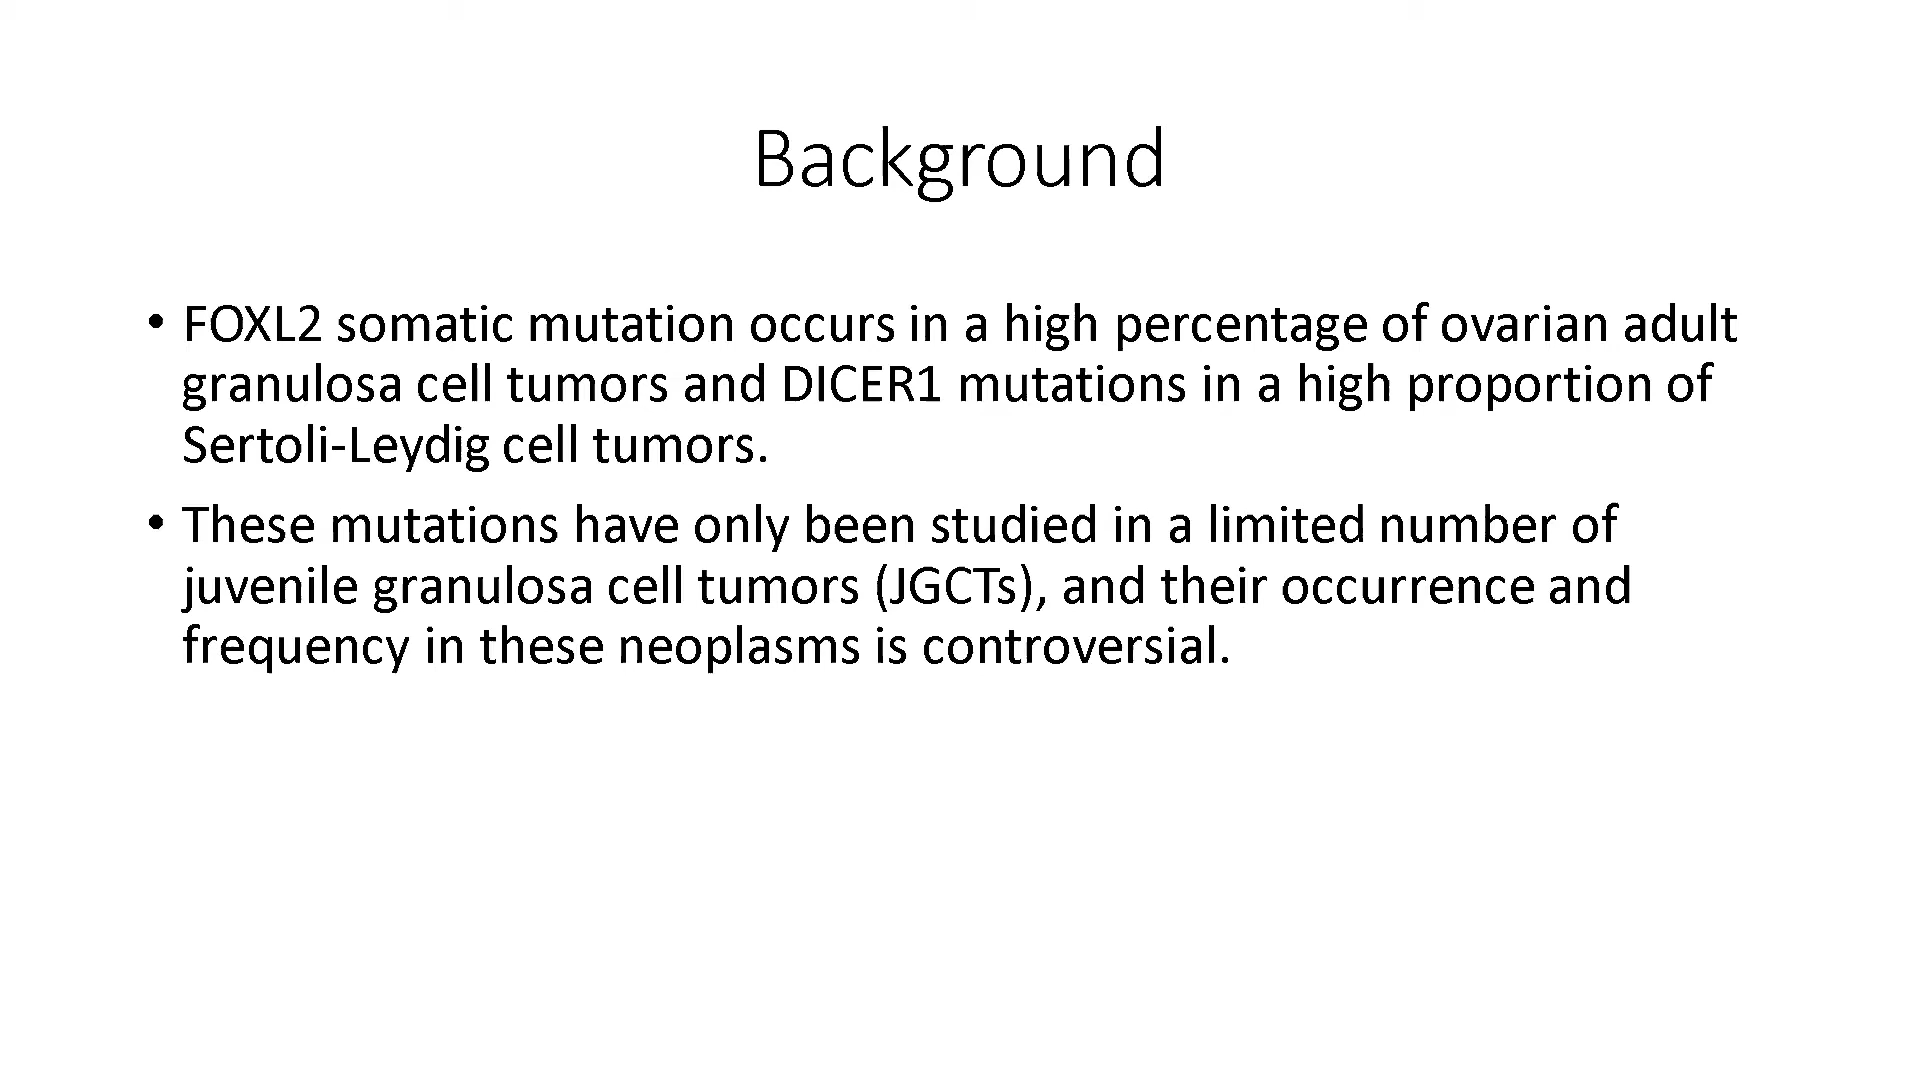 Background
• FOXL2 somatic mutation occurs in a high percentage of ovarian adult
granulosa cell tumors and DICER1 mutations in a high proportion of
Sertoli-Leydig cell tumors.
• These mutations have only been studied in a limited number of
juvenile granulosa cell tumors (JGCTs), and their occurrence and
frequency in these neoplasms is controversial.